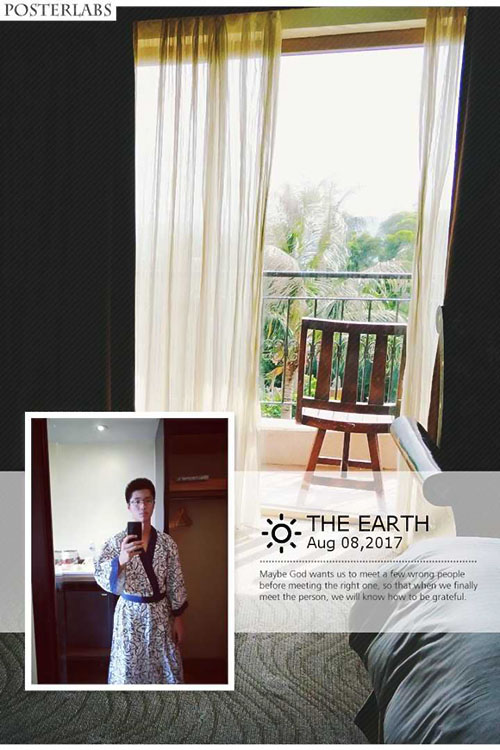 POSTERLABS
THE EARTH
Aug 08,2017
Maybe God wants us to meet a few wrong people
before meeting the right one, so that when we finally
meet the person, we will know how to be grateful.